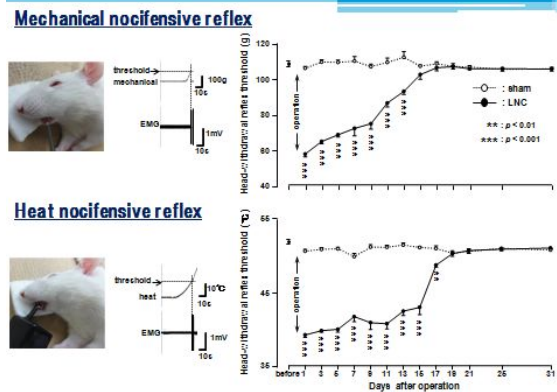 Mechanical nocifensive reflex
threshold
mechanical
100g
10s
EMG
1mV
10s
Head-withdrawal reflex threshold (g)
120
100
80
60
40
operation
: sham
: LNC
** : p < 0.01
*** : p < 0.001
Heat nocifensive reflex
threshold
heat
10℃
10s
EMG
1mV
10s
Head-withdrawal reflex threshold (℃)
55
45
35
operation
before 1 3 5 7 9 11 13 15 17 19 21 25 31
Days after operation